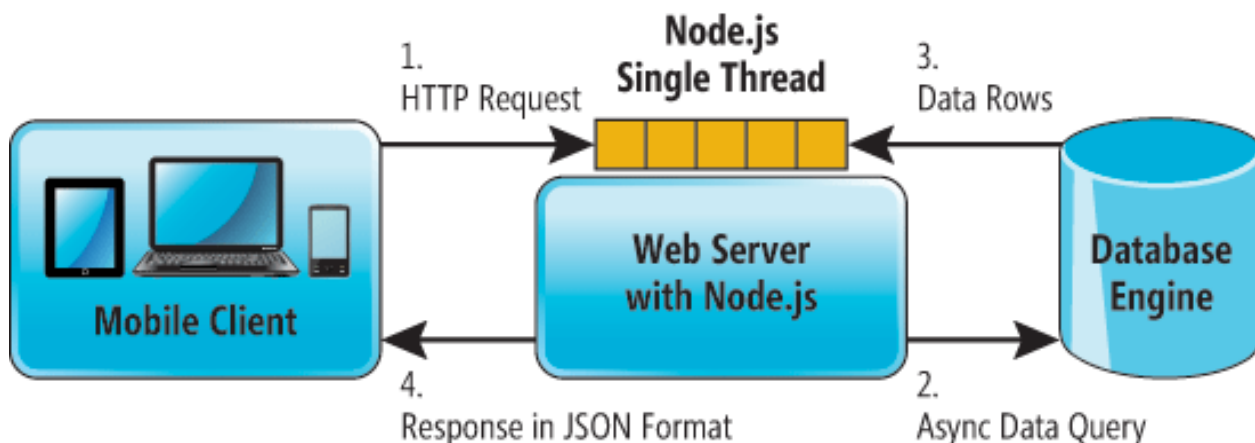 1.
HTTP Request
Node.js
Single Thread
3.
Data Rows
Mobile Client
Web Server
with Node.js
Database
Engine
4.
Response in JSON Format
2.
Async Data Query